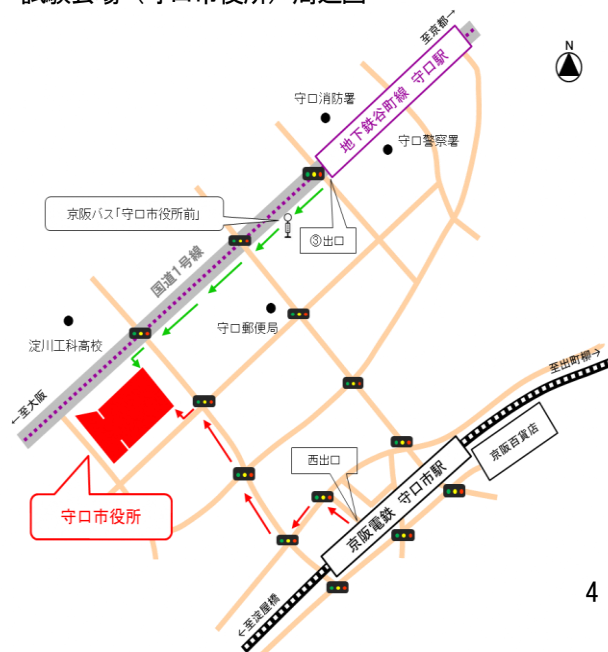 試験会場（守口市役所）周辺図
至京都→
N
守口消防署
地下鉄谷町線 守口駅
守口警察署
京阪バス「守口市役所前」
③出口
国道1号線
守口郵便局
淀川工科高校
←至大阪
至出町柳→
京阪百貨店
西出口
京阪電鉄 守口市駅
守口市役所
←至淀屋橋
4